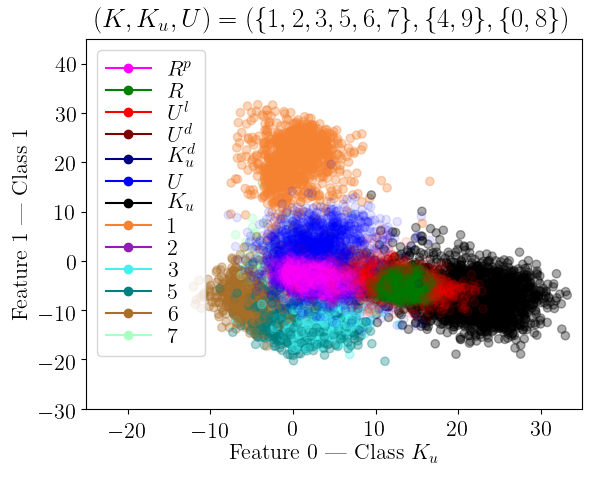 (K, K_u, U) = ({1, 2, 3, 5, 6, 7}, {4, 9}, {0, 8})
40
30
20
10
0
−10
−20
−30
Feature 1 — Class 1
R^p
R
U^l
U^d
K_u^d
U
K_u
1
2
3
5
6
7
−20
−10
0
10
20
30
Feature 0 — Class K_u